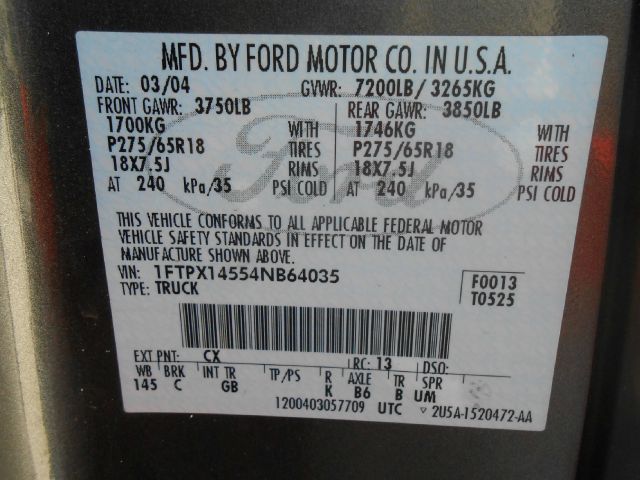 MFD. BY FORD MOTOR CO. IN U.S.A.
DATE: 03/04 GVWR: 7200LB / 3265KG
FRONT GAWR: 3750LB REAR GAWR: 3850LB
1700KG WITH 1746KG WITH
P275/65R18 TIRES P275/65R18 TIRES
18X7.5J RIMS 18X7.5J RIMS
AT 240 kPa/35 PSI COLD AT 240 kPa/35 PSI COLD
Ford
THIS VEHICLE CONFORMS TO ALL APPLICABLE FEDERAL MOTOR
VEHICLE SAFETY STANDARDS IN EFFECT ON THE DATE OF
MANUFACTURE SHOWN ABOVE.
VIN: 1FTPX14554NB64035 F0013
TYPE: TRUCK T0525
EXT PNT: CX RC: 13 DSO:
WB BRK INT TR TP/PS R AXLE TR SPR
145 C GB K B6 B UM
1200403057709 UTC 2U5A-1520472-AA